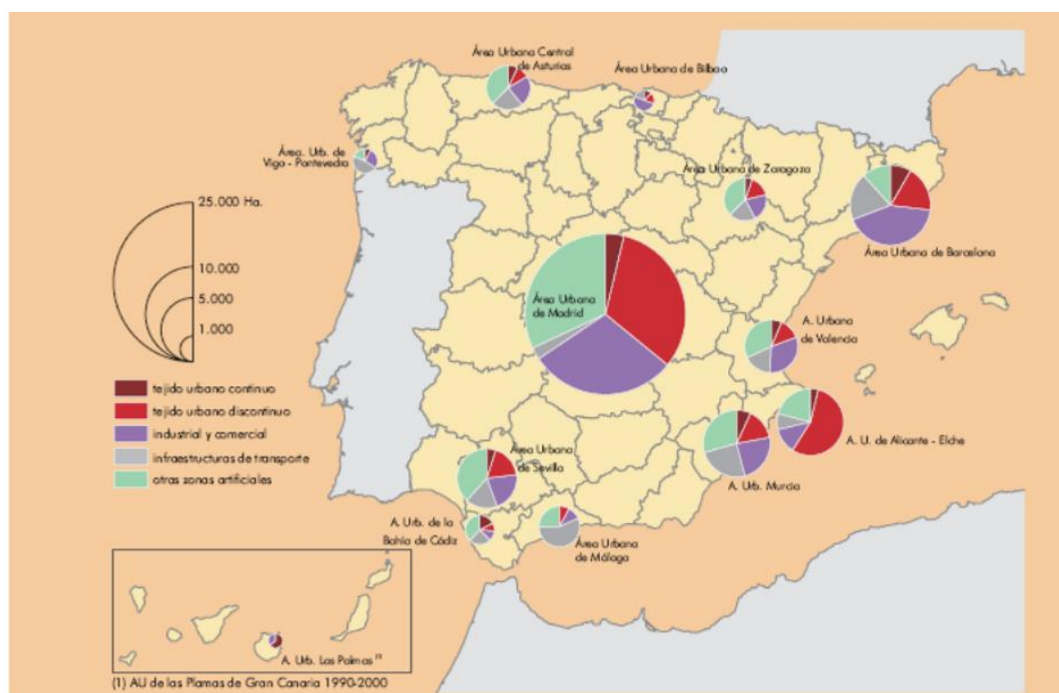 Área Urbana Central
de Asturias
Área Urbana de Bilbao
Área. Urb. de
Vigo - Pontevedra
Área Urbana de Zaragoza
Área Urbana de Barcelona
25.000 Ha.
10.000
5.000
1.000
Área Urbana
de Madrid
A. Urbana
de Valencia
tejido urbano continuo
tejido urbano discontinuo
industrial y comercial
infraestructuras de transporte
otras zonas artificiales
A. U. de Alicante - Elche
Área Urbana
de Sevilla
A. Urb. Murcia
A. Urb. de la
Bahía de Cádiz
Área Urbana
de Málaga
A. Urb. Las Palmas (1)
(1) AU de las Plamas de Gran Canaria 1990-2000